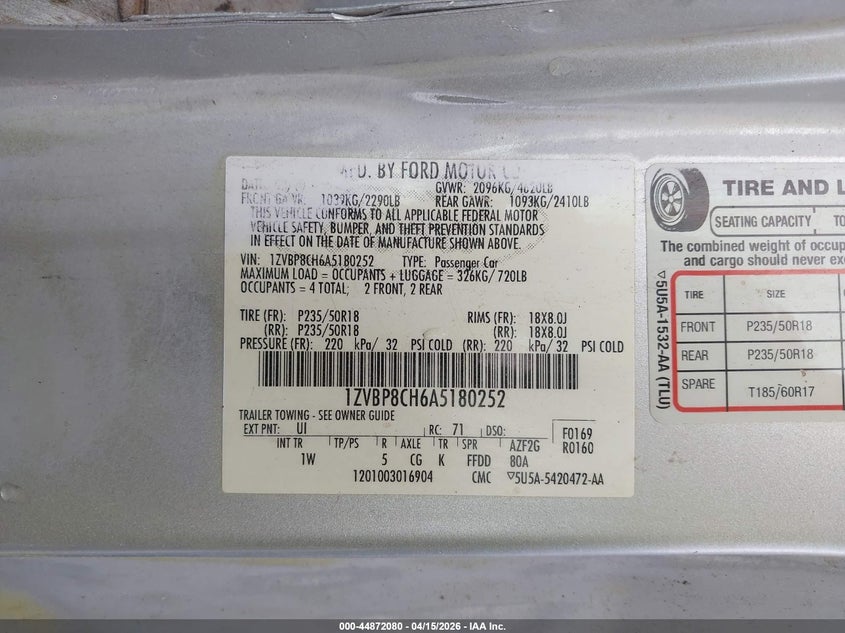 MFD. BY FORD MOTOR CO
GVWR: 2096KG/4620LB
FRONT GAWR: 1039KG/2290LB REAR GAWR: 1093KG/2410LB
THIS VEHICLE CONFORMS TO ALL APPLICABLE FEDERAL MOTOR
VEHICLE SAFETY, BUMPER, AND THEFT PREVENTION STANDARDS
IN EFFECT ON THE DATE OF MANUFACTURE SHOWN ABOVE.
VIN: 1ZVBP8CH6A5180252 TYPE: Passenger Car
MAXIMUM LOAD = OCCUPANTS + LUGGAGE = 326KG/720LB
OCCUPANTS = 4 TOTAL; 2 FRONT, 2 REAR
TIRE (FR): P235/50R18 RIMS (FR): 18X8.0J
(RR): P235/50R18 (RR): 18X8.0J
PRESSURE (FR): 220 kPa/ 32 PSI COLD (RR): 220 kPa/ 32 PSI COLD
1ZVBP8CH6A5180252
TRAILER TOWING - SEE OWNER GUIDE
EXT PNT: UI RC: 71 DSO: F0169
INT TR TP/PS R AXLE TR SPR AZF2G R0160
1W 5 CG K FFDD 80A
1201003016904 CMC ▽5U5A-5420472-AA
TIRE AND L
SEATING CAPACITY TO
The combined weight of occup
and cargo should never exc
TIRE SIZE
FRONT P235/50R18
REAR P235/50R18
SPARE T185/60R17
▽5U5A-1532-AA (TLU)
000-44872080 - 04/15/2026 - IAA Inc.